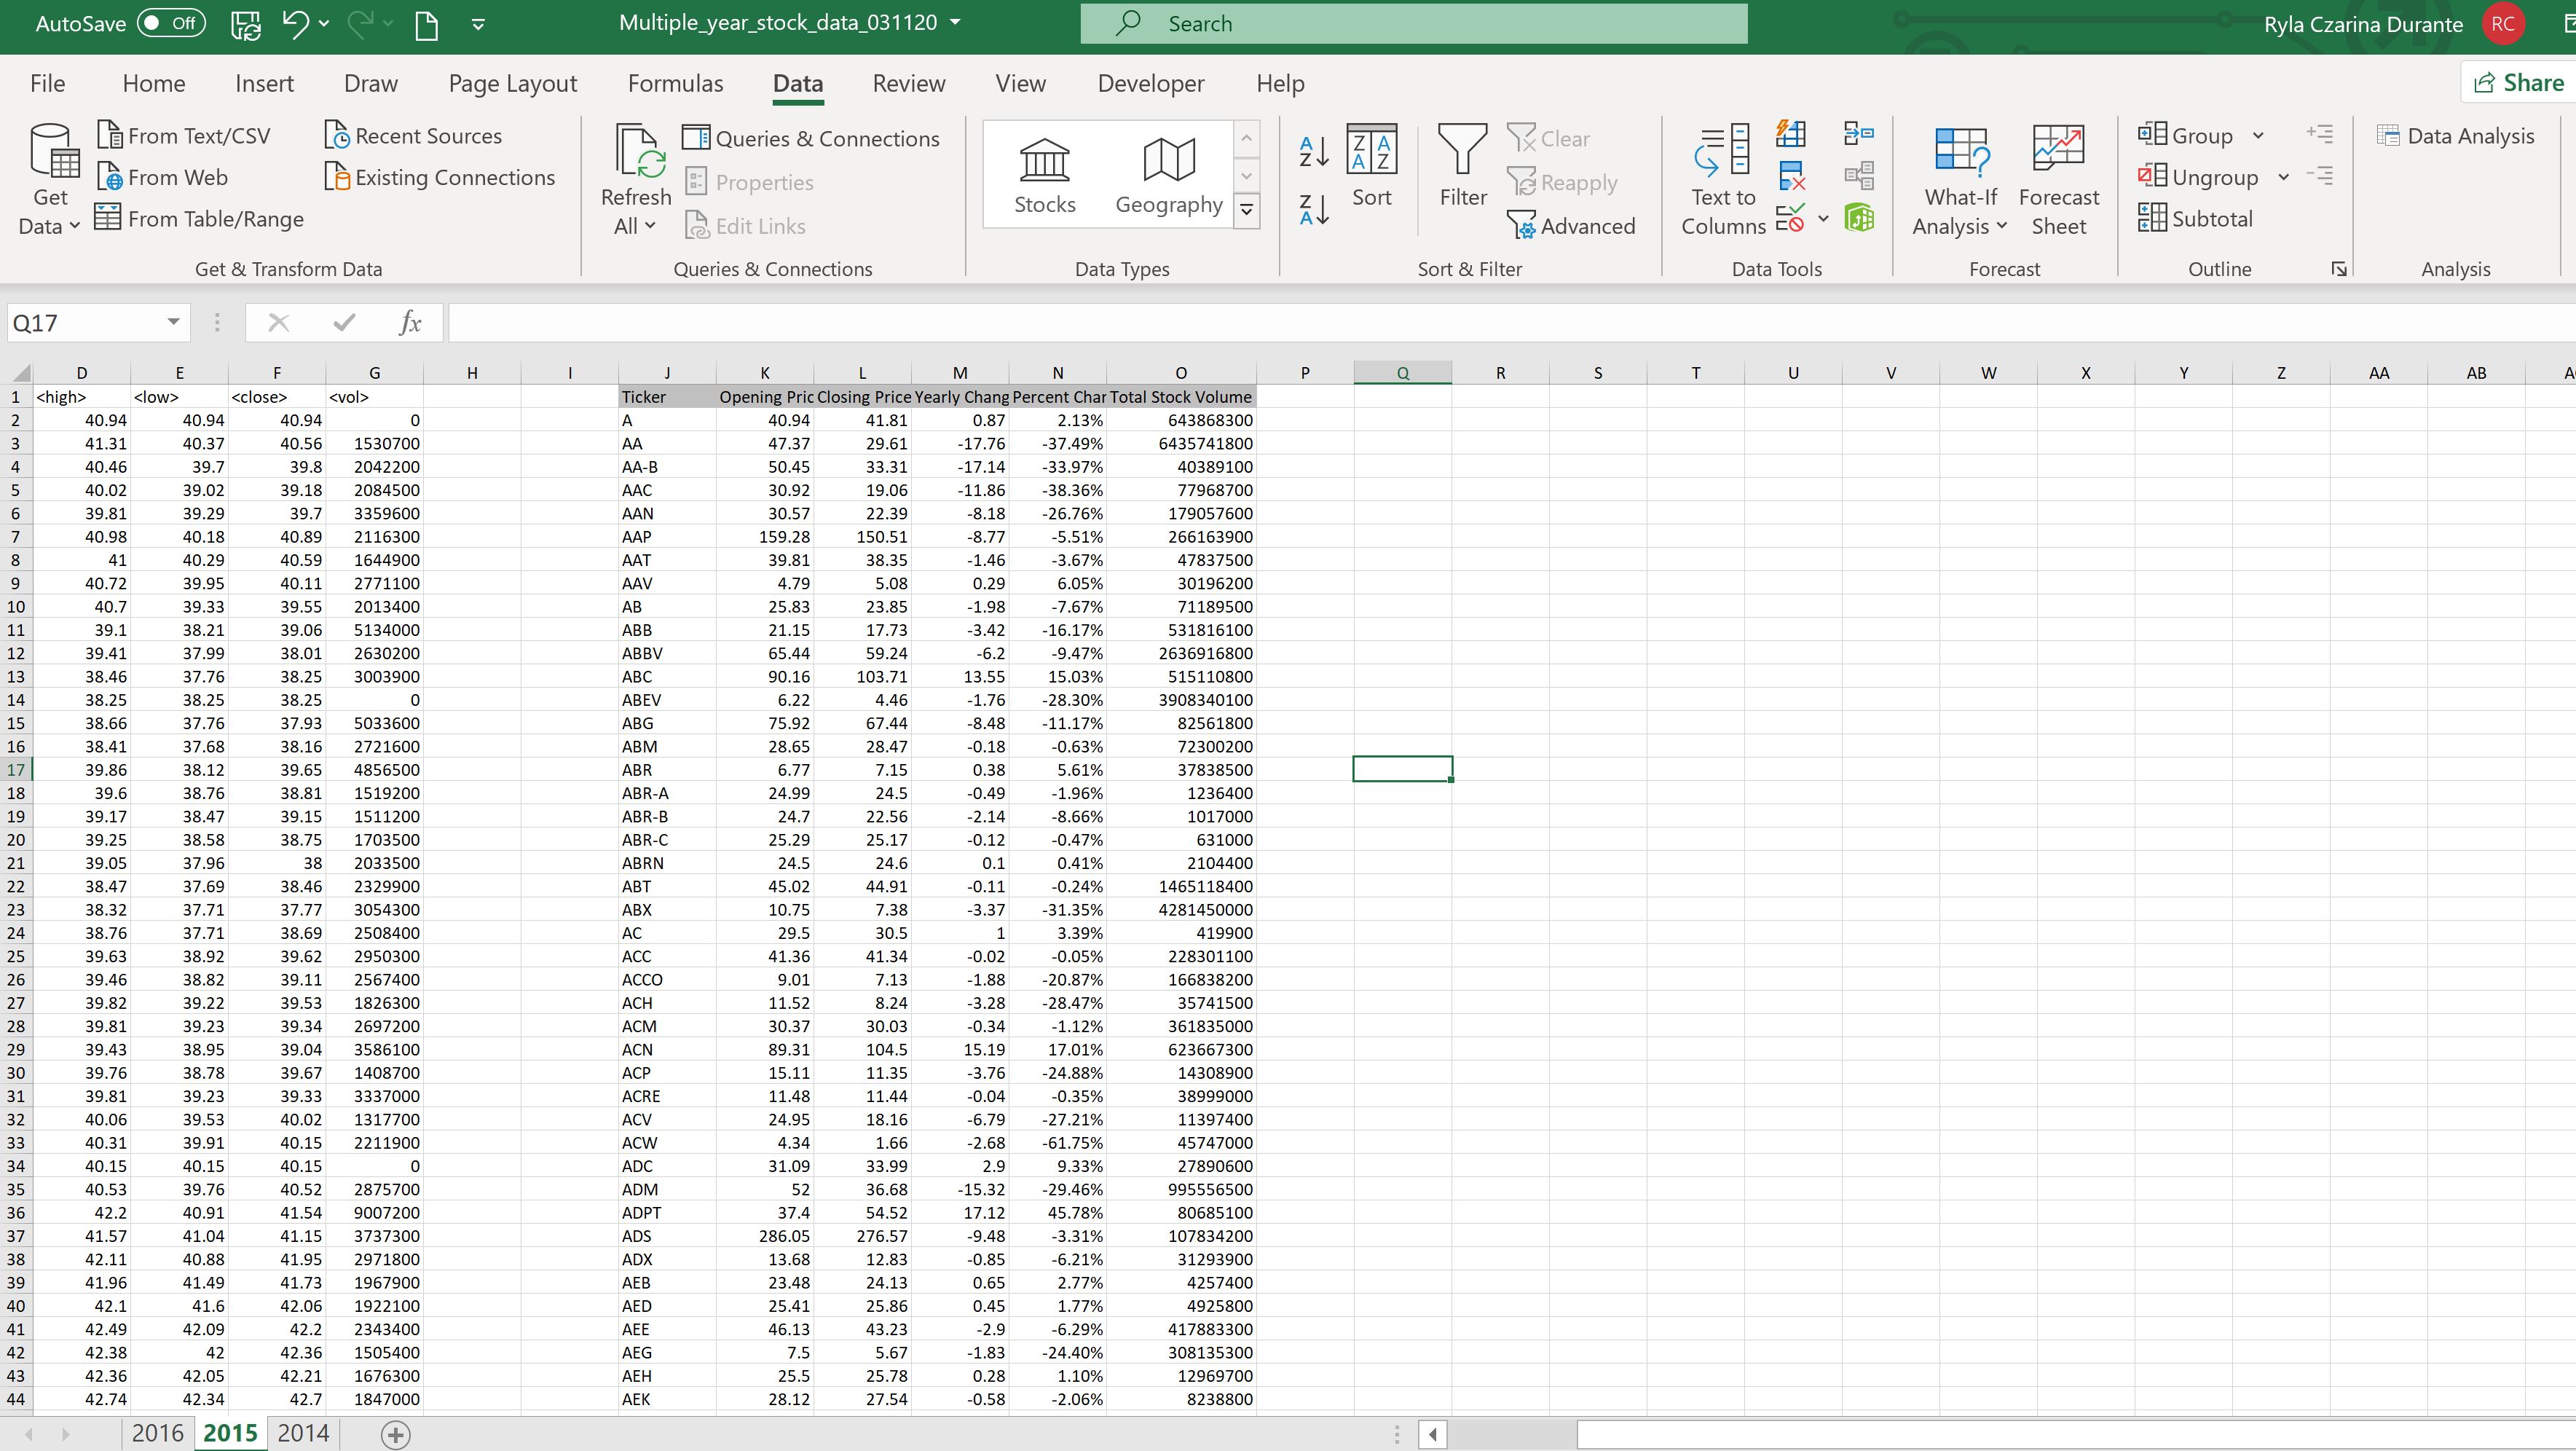 AutoSave Off Multiple_year_stock_data_031120 Search Ryla Czarina Durante RC
File Home Insert Draw Page Layout Formulas Data Review View Developer Help Share
Get Data
From Text/CSV
From Web
From Table/Range
Recent Sources
Existing Connections
Get & Transform Data
Refresh All
Queries & Connections
Properties
Edit Links
Queries & Connections
Stocks Geography
Data Types
Sort
Filter
Clear
Reapply
Advanced
Sort & Filter
Text to Columns
Data Tools
What-If Analysis
Forecast Sheet
Forecast
Group
Ungroup
Subtotal
Outline
Data Analysis
Analysis
Q17 fx
D E F G H I J K L M N O P Q R S T U V W X Y Z AA AB
1 <high> <low> <close> <vol> Ticker Opening Pric Closing Price Yearly Chang Percent Char Total Stock Volume
2 40.94 40.94 40.94 0 A 40.94 41.81 0.87 2.13% 643868300
3 41.31 40.37 40.56 1530700 AA 47.37 29.61 -17.76 -37.49% 6435741800
4 40.46 39.7 39.8 2042200 AA-B 50.45 33.31 -17.14 -33.97% 40389100
5 40.02 39.02 39.18 2084500 AAC 30.92 19.06 -11.86 -38.36% 77968700
6 39.81 39.29 39.7 3359600 AAN 30.57 22.39 -8.18 -26.76% 179057600
7 40.98 40.18 40.89 2116300 AAP 159.28 150.51 -8.77 -5.51% 266163900
8 41 40.29 40.59 1644900 AAT 39.81 38.35 -1.46 -3.67% 47837500
9 40.72 39.95 40.11 2771100 AAV 4.79 5.08 0.29 6.05% 30196200
10 40.7 39.33 39.55 2013400 AB 25.83 23.85 -1.98 -7.67% 71189500
11 39.1 38.21 39.06 5134000 ABB 21.15 17.73 -3.42 -16.17% 531816100
12 39.41 37.99 38.01 2630200 ABBV 65.44 59.24 -6.2 -9.47% 2636916800
13 38.46 37.76 38.25 3003900 ABC 90.16 103.71 13.55 15.03% 515110800
14 38.25 38.25 38.25 0 ABEV 6.22 4.46 -1.76 -28.30% 3908340100
15 38.66 37.76 37.93 5033600 ABG 75.92 67.44 -8.48 -11.17% 82561800
16 38.41 37.68 38.16 2721600 ABM 28.65 28.47 -0.18 -0.63% 72300200
17 39.86 38.12 39.65 4856500 ABR 6.77 7.15 0.38 5.61% 37838500
18 39.6 38.76 38.81 1519200 ABR-A 24.99 24.5 -0.49 -1.96% 1236400
19 39.17 38.47 39.15 1511200 ABR-B 24.7 22.56 -2.14 -8.66% 1017000
20 39.25 38.58 38.75 1703500 ABR-C 25.29 25.17 -0.12 -0.47% 631000
21 39.05 37.96 38 2033500 ABRN 24.5 24.6 0.1 0.41% 2104400
22 38.47 37.69 38.46 2329900 ABT 45.02 44.91 -0.11 -0.24% 1465118400
23 38.32 37.71 37.77 3054300 ABX 10.75 7.38 -3.37 -31.35% 4281450000
24 38.76 37.71 38.69 2508400 AC 29.5 30.5 1 3.39% 419900
25 39.63 38.92 39.62 2950300 ACC 41.36 41.34 -0.02 -0.05% 228301100
26 39.46 38.82 39.11 2567400 ACCO 9.01 7.13 -1.88 -20.87% 166838200
27 39.82 39.22 39.53 1826300 ACH 11.52 8.24 -3.28 -28.47% 35741500
28 39.81 39.23 39.34 2697200 ACM 30.37 30.03 -0.34 -1.12% 361835000
29 39.43 38.95 39.04 3586100 ACN 89.31 104.5 15.19 17.01% 623667300
30 39.76 38.78 39.67 1408700 ACP 15.11 11.35 -3.76 -24.88% 14308900
31 39.81 39.23 39.33 3337000 ACRE 11.48 11.44 -0.04 -0.35% 38999000
32 40.06 39.53 40.02 1317700 ACV 24.95 18.16 -6.79 -27.21% 11397400
33 40.31 39.91 40.15 2211900 ACW 4.34 1.66 -2.68 -61.75% 45747000
34 40.15 40.15 40.15 0 ADC 31.09 33.99 2.9 9.33% 27890600
35 40.53 39.76 40.52 2875700 ADM 52 36.68 -15.32 -29.46% 995556500
36 42.2 40.91 41.54 9007200 ADPT 37.4 54.52 17.12 45.78% 80685100
37 41.57 41.04 41.15 3737300 ADS 286.05 276.57 -9.48 -3.31% 107834200
38 42.11 40.88 41.95 2971800 ADX 13.68 12.83 -0.85 -6.21% 31293900
39 41.96 41.49 41.73 1967900 AEB 23.48 24.13 0.65 2.77% 4257400
40 42.1 41.6 42.06 1922100 AED 25.41 25.86 0.45 1.77% 4925800
41 42.49 42.09 42.2 2343400 AEE 46.13 43.23 -2.9 -6.29% 417883300
42 42.38 42 42.36 1505400 AEG 7.5 5.67 -1.83 -24.40% 308135300
43 42.36 42.05 42.21 1676300 AEH 25.5 25.78 0.28 1.10% 12969700
44 42.74 42.34 42.7 1847000 AEK 28.12 27.54 -0.58 -2.06% 8238800
2016 2015 2014